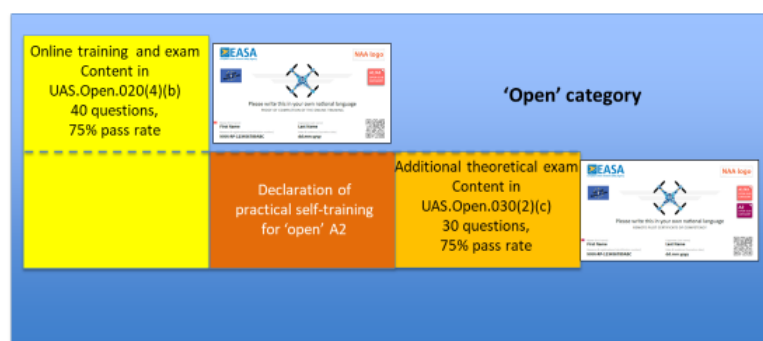 Online training and exam
Content in
UAS.Open.020(4)(b)
40 questions,
75% pass rate
EASA
NAA logo
Please write this in your own national language
First Name
Last Name
'Open' category
Declaration of
practical self-training
for 'open' A2
Additional theoretical exam
Content in
UAS.Open.030(2)(c)
30 questions,
75% pass rate
EASA
NAA logo
Please write this in your own national language
First Name
Last Name